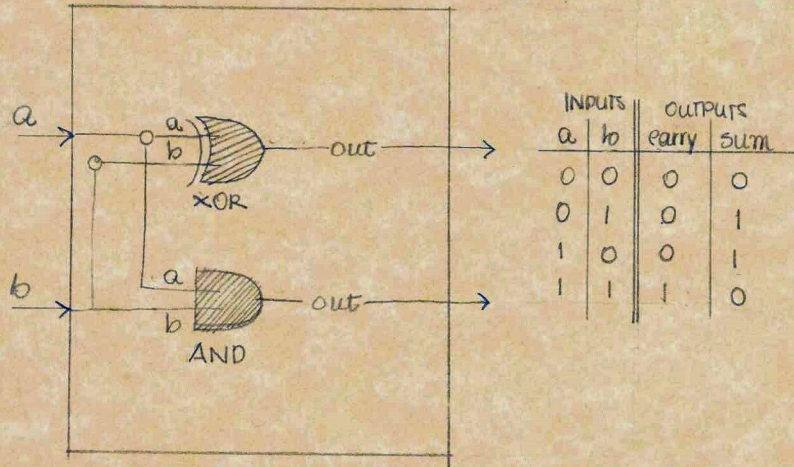 a
a
b
out
XOR
b
a
b
out
AND
INPUTS OUTPUTS
a b carry sum
0 0 0 0
0 1 0 1
1 0 0 1
1 1 1 0